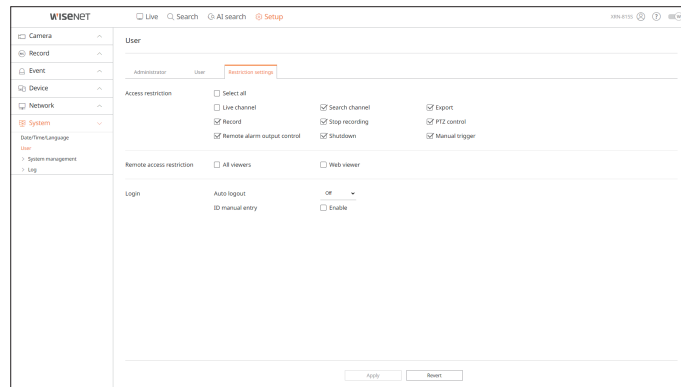 WISENET Live Search AI search Setup XRN-815S ?
Camera
Record
Event
Device
Network
System
Date/Time/Language
User
System management
Log
User
Administrator User Restriction settings
Access restriction Select all
Live channel Search channel Export
Record Stop recording PTZ control
Remote alarm output control Shutdown Manual trigger
Remote access restriction All viewers Web viewer
Login Auto logout Off
ID manual entry Enable
Apply Revert